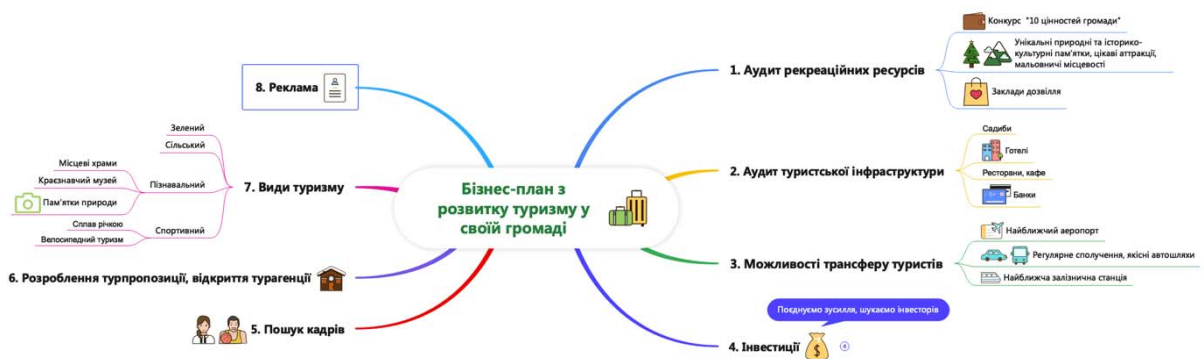 Бізнес-план з
розвитку туризму у
своїй громаді
1. Аудит рекреаційних ресурсів
Конкурс "10 цінностей громади"
Унікальні природні та історико-
культурні пам'ятки, цікаві аттракції,
мальовничі місцевості
Заклади дозвілля
2. Аудит туристської інфраструктури
Садиби
Готелі
Ресторани, кафе
Банки
3. Можливості трансферу туристів
Найближчий аеропорт
Регулярне сполучення, якісні автошляхи
Найближча залізнична станція
4. Інвестиції
Поєднуємо зусилля, шукаємо інвесторів
5. Пошук кадрів
6. Розроблення турпропозиції, відкриття турагенції
7. Види туризму
Зелений
Сільський
Пізнавальний
Місцеві храми
Краєзнавчий музей
Пам'ятки природи
Спортивний
Сплав річкою
Велосипедний туризм
8. Реклама